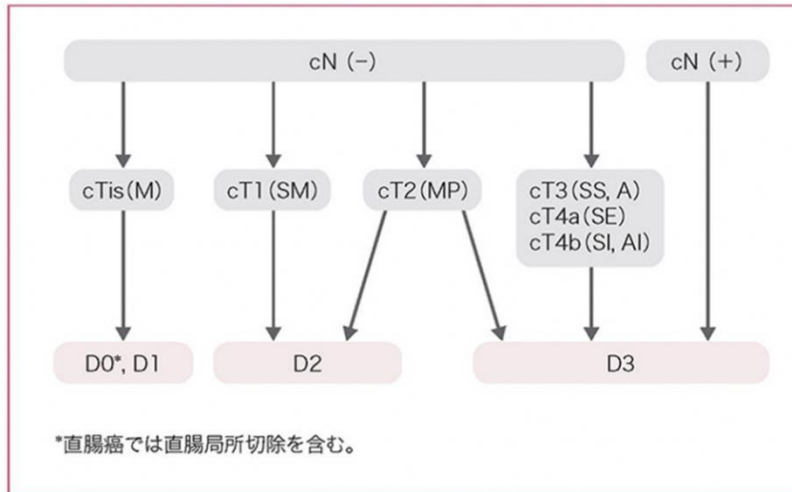 cN (−) cN (+)
cTis(M) cT1(SM) cT2(MP) cT3(SS, A)
cT4a(SE)
cT4b(SI, AI)
D0*, D1 D2 D3
*直腸癌では直腸局所切除を含む。